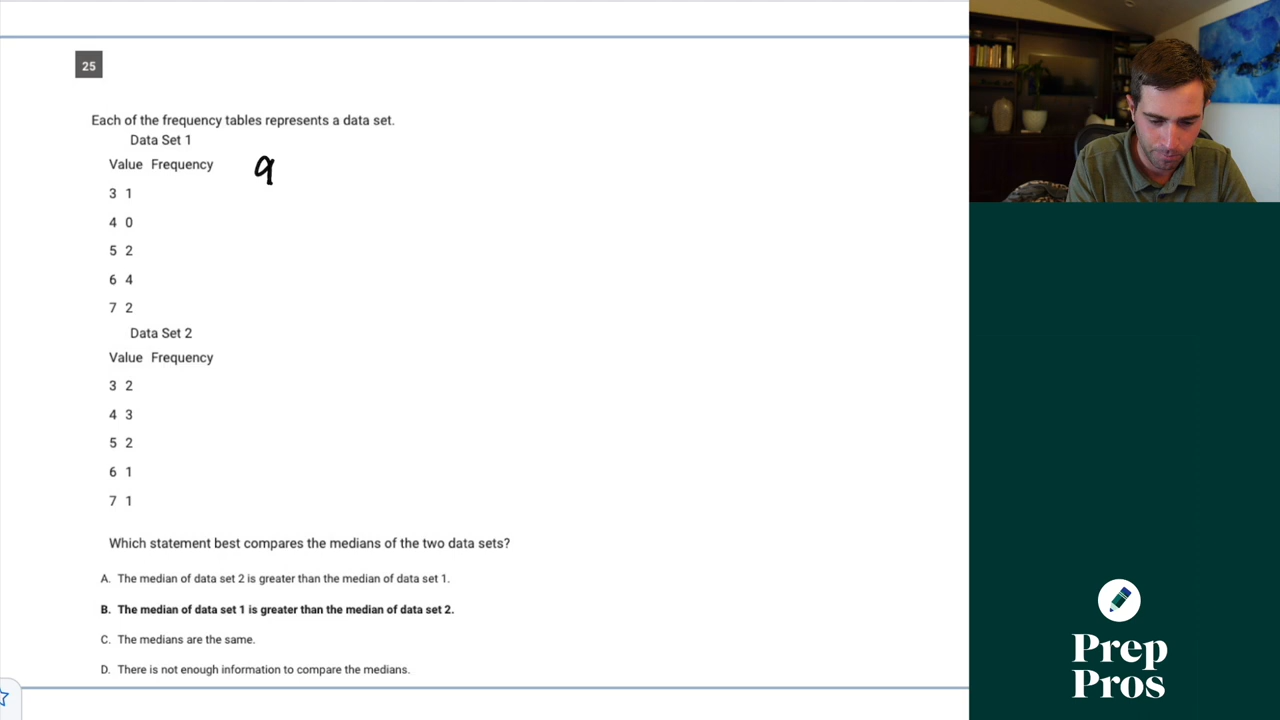 25
Each of the frequency tables represents a data set.
Data Set 1
Value Frequency
9
3 1
4 0
5 2
6 4
7 2
Data Set 2
Value Frequency
3 2
4 3
5 2
6 1
7 1
Which statement best compares the medians of the two data sets?
A. The median of data set 2 is greater than the median of data set 1.
B. The median of data set 1 is greater than the median of data set 2.
C. The medians are the same.
D. There is not enough information to compare the medians.
Prep
Pros